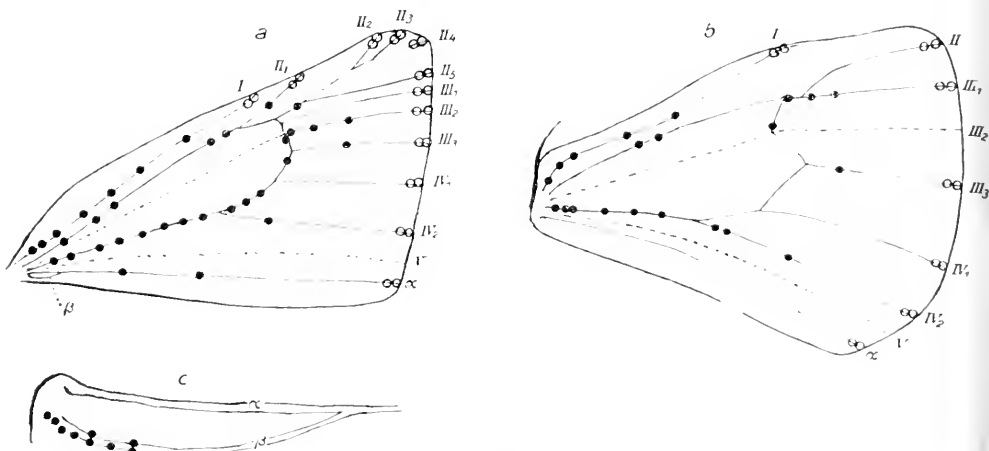 a
I
II₁
II₂
II₃
II₄
II₅
III₁
III₂
III₃
IV₁
IV₂
V
α
β
b
I
II
III₁
III₂
III₃
IV₁
IV₂
V
α
c
α
β